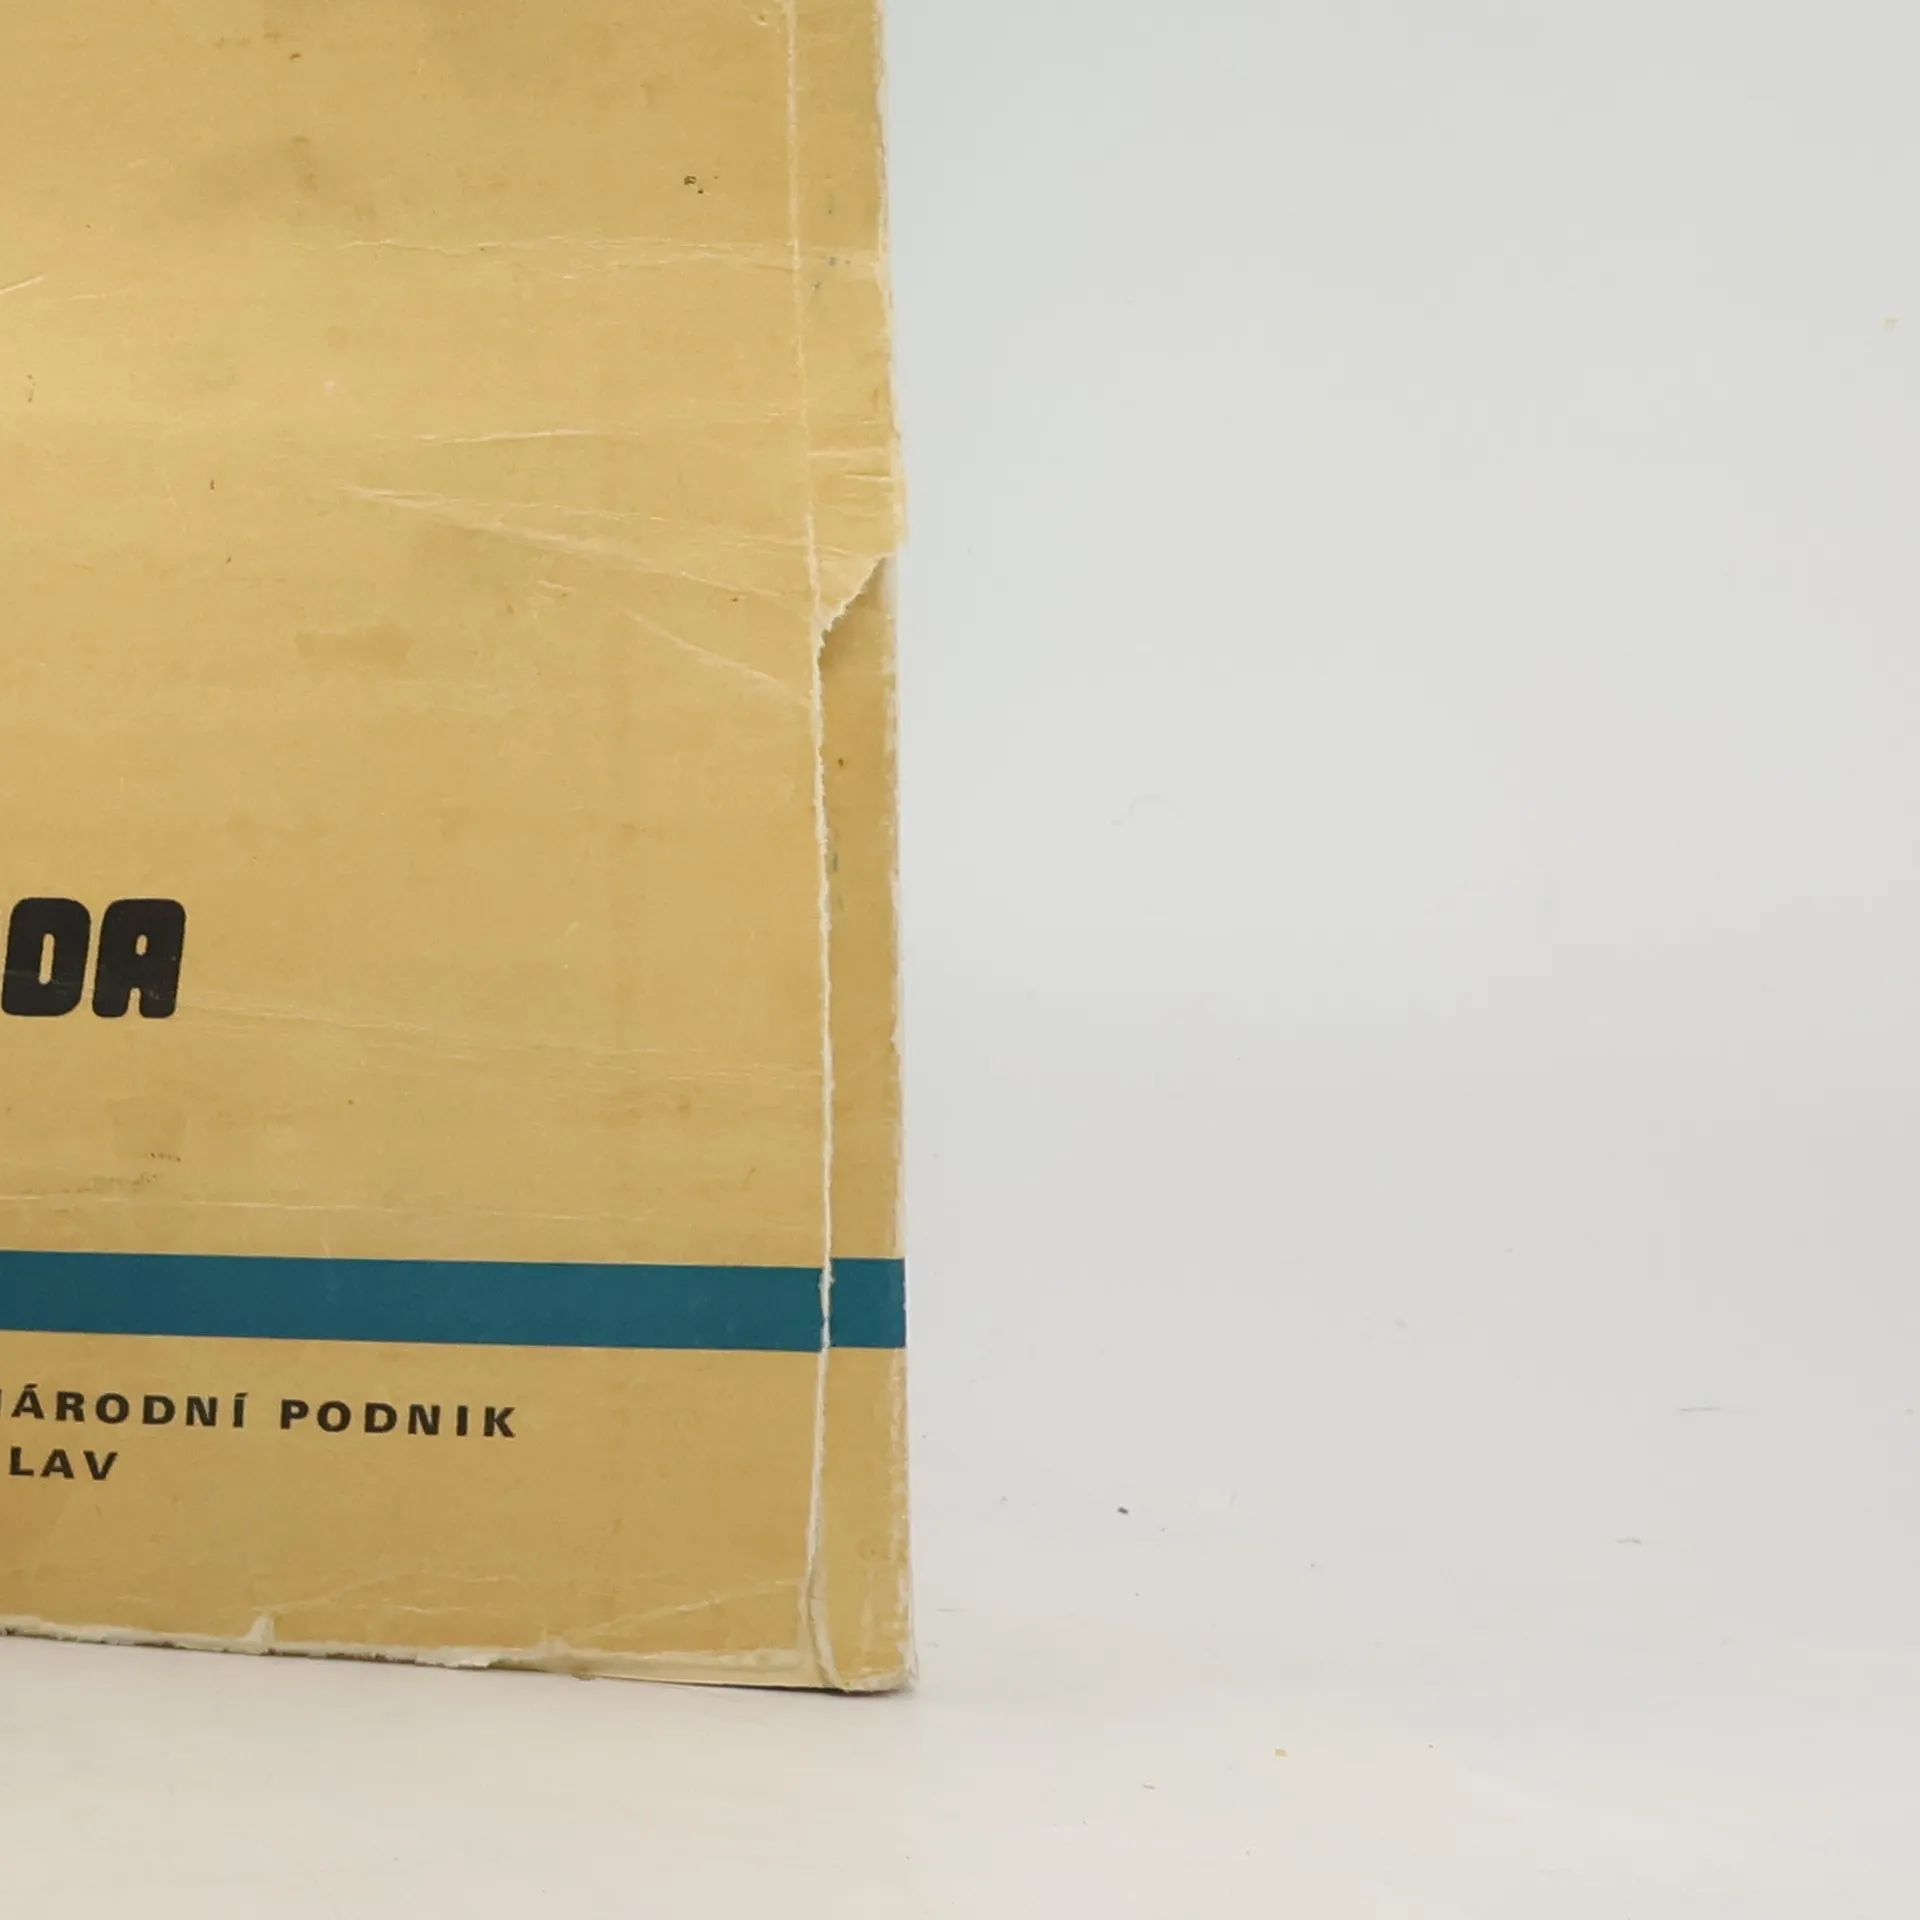 DA
ÁRODNÍ PODNIK
LAV